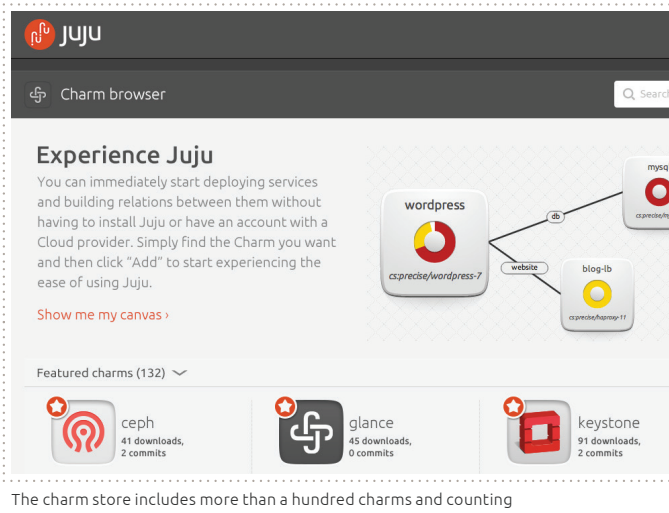 juju
Charm browser
Search
Experience Juju
You can immediately start deploying services
and building relations between them without
having to install Juju or have an account with a
Cloud provider. Simply find the Charm you want
and then click "Add" to start experiencing the
ease of using Juju.
Show me my canvas ›
wordpress
cs:precise/wordpress-7
db
website
mysq
blog-lb
cs:precise/haproxy-11
Featured charms (132)
ceph
41 downloads,
2 commits
glance
45 downloads,
0 commits
keystone
91 downloads,
2 commits
The charm store includes more than a hundred charms and counting